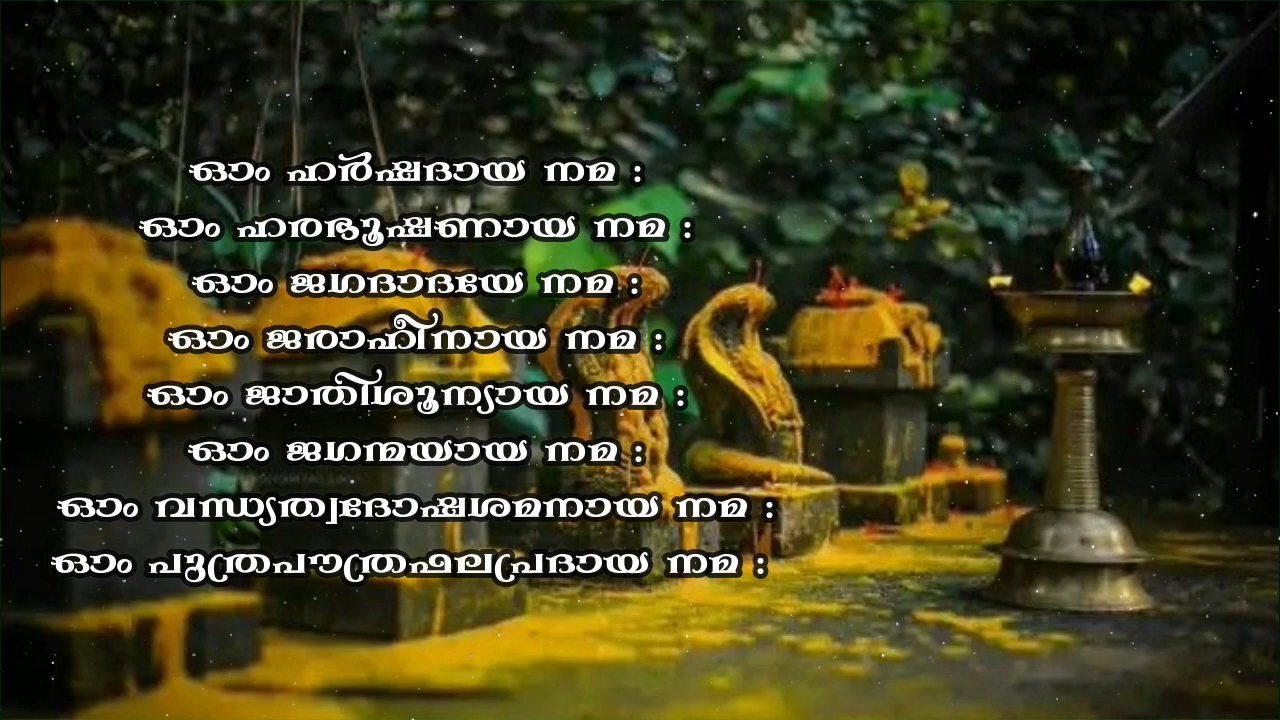 ഓം ഹർഷദായ നമ :
ഓം ഹരഭൂഷണായ നമ :
ഓം ജഗദാദയേ നമ :
ഓം ജരാഹീനായ നമ :
ഓം ജാതിശൂന്യായ നമ :
ഓം ജഗന്മയായ നമ :
ഓം വന്ധ്യത്വദോഷശമനായ നമ :
ഓം പുത്രപൗത്രഫലപ്രദായ നമ :